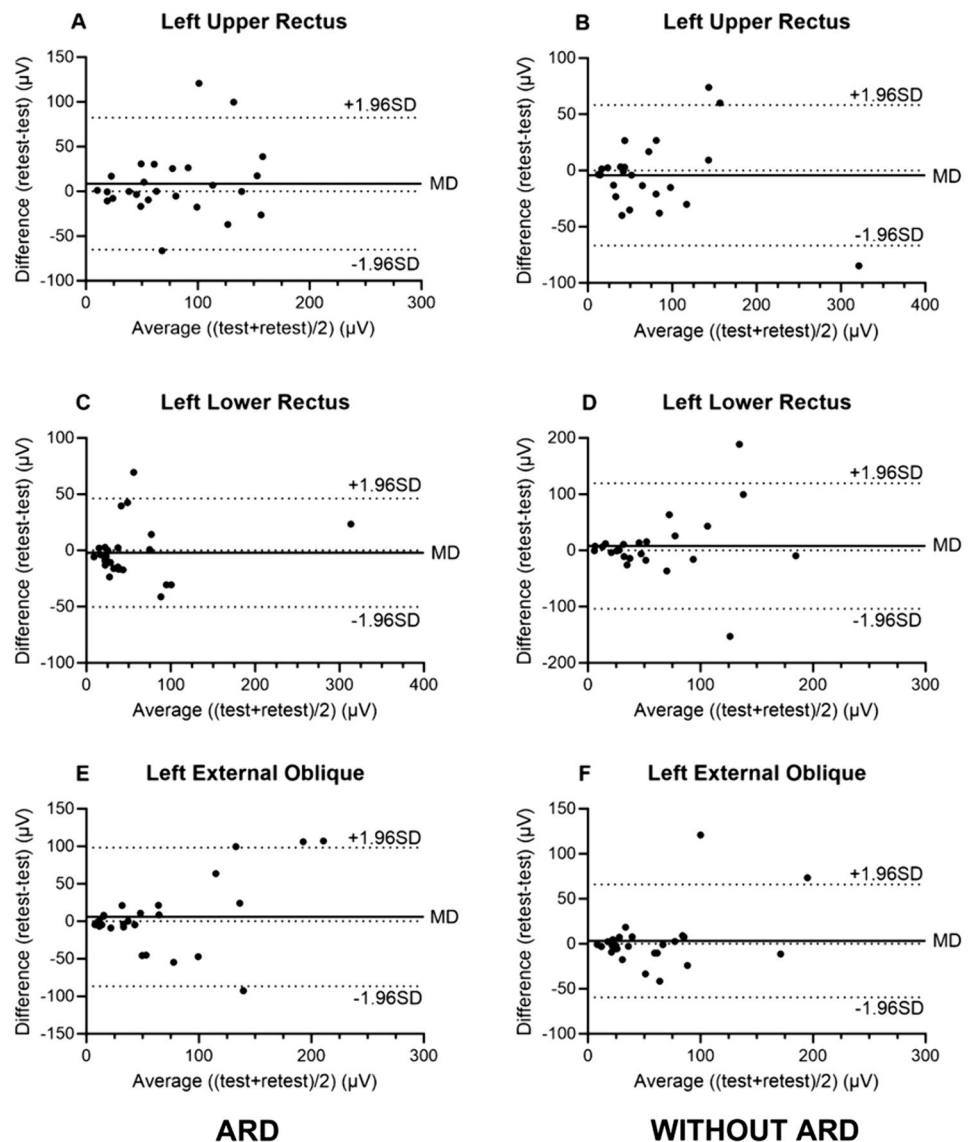 A Left Upper Rectus
150
100
50
0
-50
-100
0 100 200 300
+1.96SD
MD
-1.96SD
Difference (retest-test) (µV)
Average ((test+retest)/2) (µV)
B Left Upper Rectus
100
50
0
-50
-100
0 100 200 300 400
+1.96SD
MD
-1.96SD
Difference (retest-test) (µV)
Average ((test+retest)/2) (µV)
C Left Lower Rectus
100
50
0
-50
-100
0 100 200 300 400
+1.96SD
MD
-1.96SD
Difference (retest-test) (µV)
Average ((test+retest)/2) (µV)
D Left Lower Rectus
200
100
0
-100
-200
0 100 200 300
+1.96SD
MD
-1.96SD
Difference (retest-test) (µV)
Average ((test+retest)/2) (µV)
E Left External Oblique
150
100
50
0
-50
-100
-150
0 100 200 300
+1.96SD
MD
-1.96SD
Difference (retest-test) (µV)
Average ((test+retest)/2) (µV)
F Left External Oblique
150
100
50
0
-50
-100
0 100 200 300
+1.96SD
MD
-1.96SD
Difference (retest-test) (µV)
Average ((test+retest)/2) (µV)
ARD
WITHOUT ARD